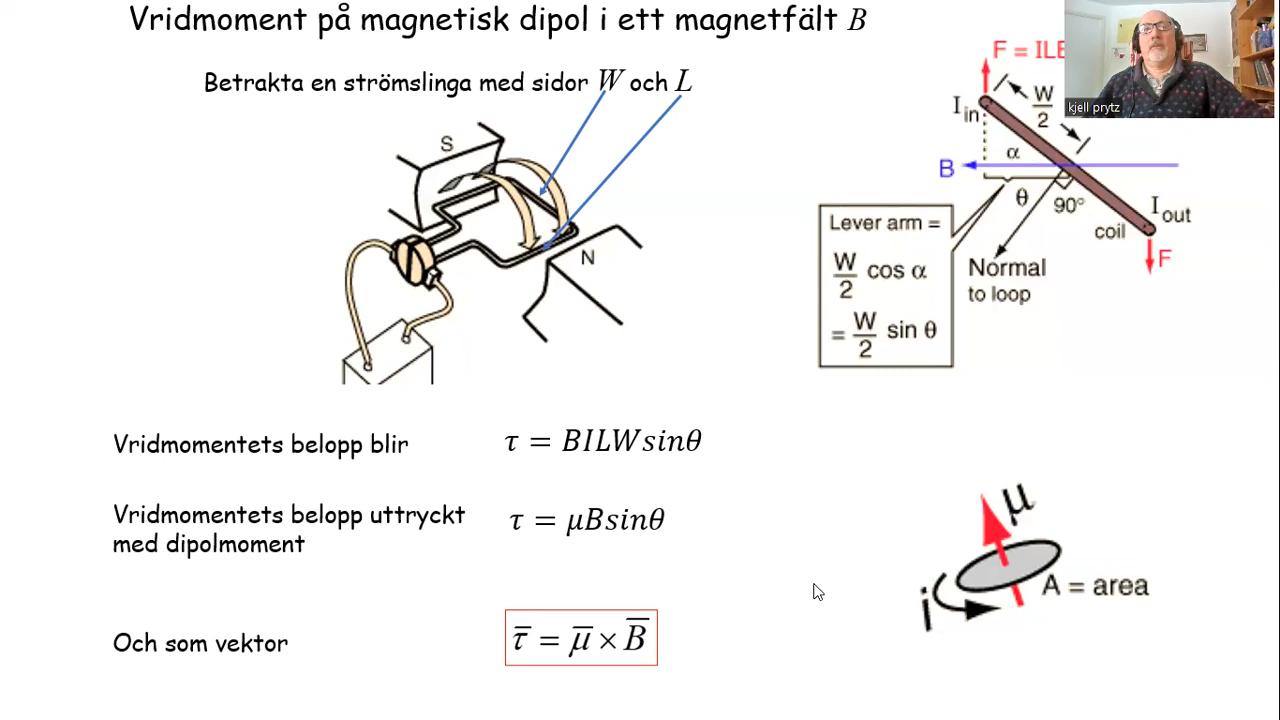 Vridmoment på magnetisk dipol i ett magnetfält B
Betrakta en strömslinga med sidor W och L
S
N
F = ILB
kjell prytz
I in
W/2
α
B
θ
90°
I out
coil
F
Lever arm =
W/2 cos α
= W/2 sin θ
Normal
to loop
Vridmomentets belopp blir
τ = BILWsinθ
Vridmomentets belopp uttryckt
med dipolmoment
τ = μBsinθ
μ
i
A = area
Och som vektor
τ̅ = μ̅ × B̅